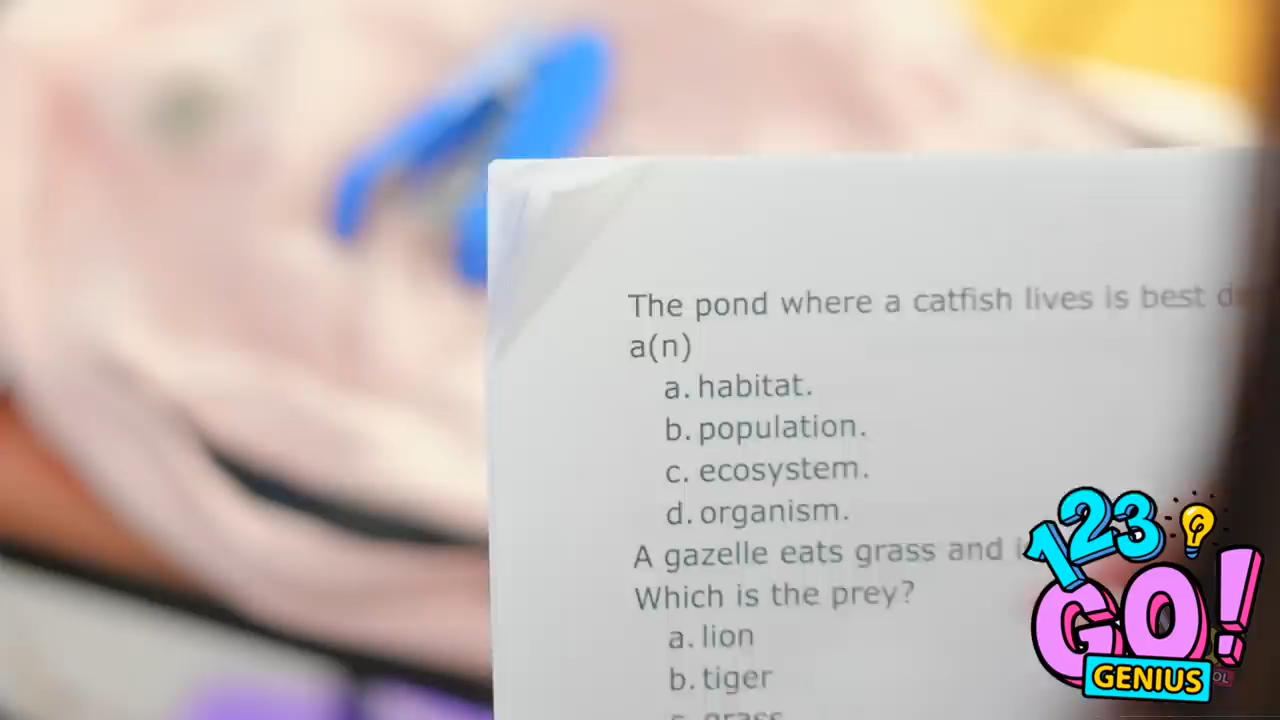 The pond where a catfish lives is best
a(n)
a. habitat.
b. population.
c. ecosystem.
d. organism.
A gazelle eats grass and
Which is the prey?
a. lion
b. tiger
c. grass
123
GO!
GENIUS